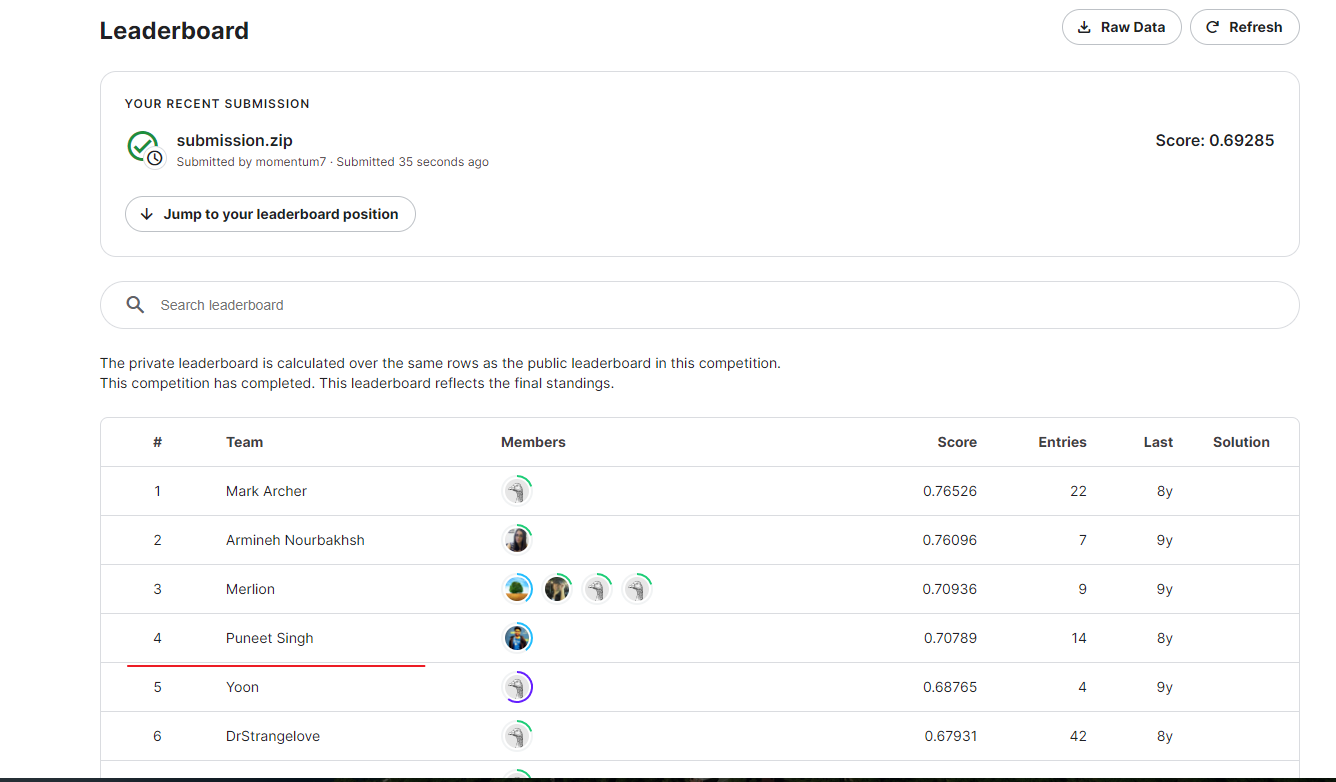 Leaderboard
Raw Data
Refresh
YOUR RECENT SUBMISSION
submission.zip
Score: 0.69285
Submitted by momentum7 · Submitted 35 seconds ago
Jump to your leaderboard position
Search leaderboard
The private leaderboard is calculated over the same rows as the public leaderboard in this competition.
This competition has completed. This leaderboard reflects the final standings.
# Team Members Score Entries Last Solution
1 Mark Archer 0.76526 22 8y
2 Armineh Nourbakhsh 0.76096 7 9y
3 Merlion 0.70936 9 9y
4 Puneet Singh 0.70789 14 8y
5 Yoon 0.68765 4 9y
6 DrStrangelove 0.67931 42 8y